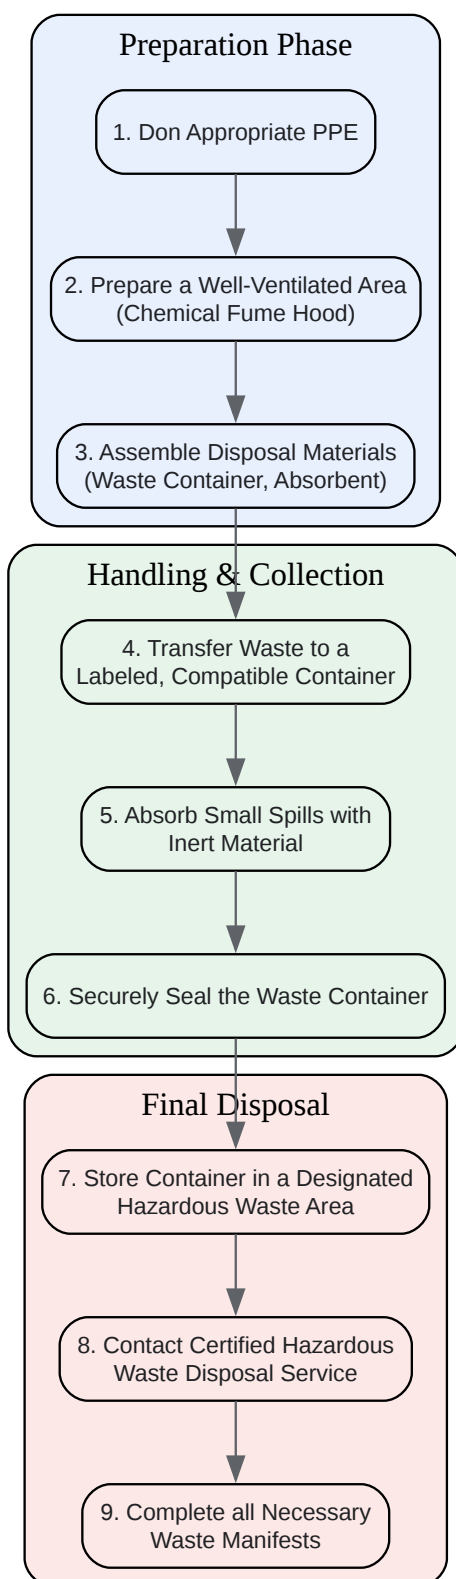 Preparation Phase
1. Don Appropriate PPE
2. Prepare a Well-Ventilated Area
(Chemical Fume Hood)
3. Assemble Disposal Materials
(Waste Container, Absorbent)
Handling & Collection
4. Transfer Waste to a
Labeled, Compatible Container
5. Absorb Small Spills with
Inert Material
6. Securely Seal the Waste Container
Final Disposal
7. Store Container in a Designated
Hazardous Waste Area
8. Contact Certified Hazardous
Waste Disposal Service
9. Complete all Necessary
Waste Manifests